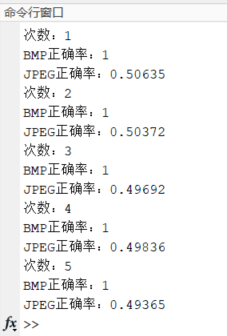 命令行窗口
次数：1
BMP正确率：1
JPEG正确率：0.50635
次数：2
BMP正确率：1
JPEG正确率：0.50372
次数：3
BMP正确率：1
JPEG正确率：0.49692
次数：4
BMP正确率：1
JPEG正确率：0.49836
次数：5
BMP正确率：1
JPEG正确率：0.49365
fx >>